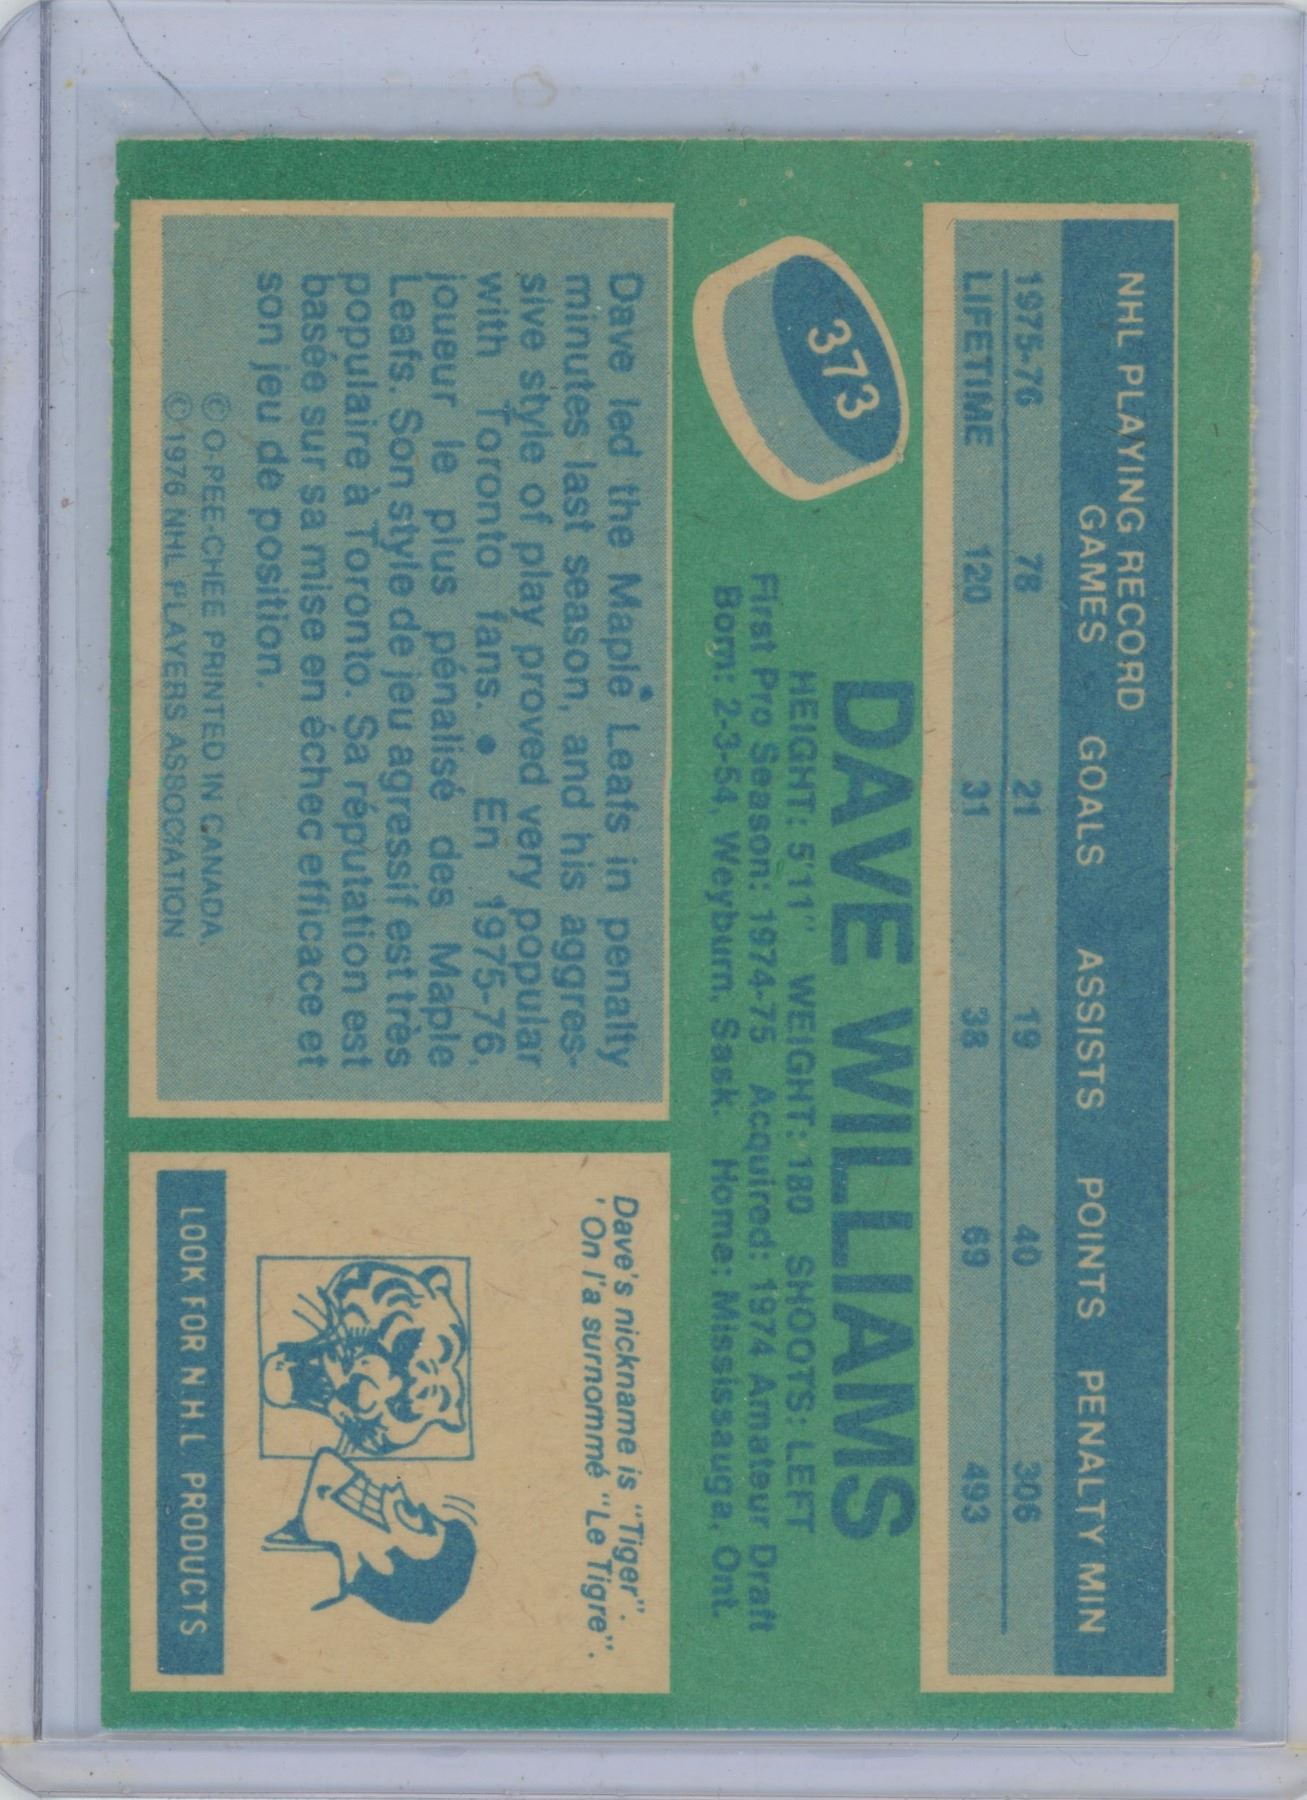 NHL PLAYING RECORD
GAMES GOALS ASSISTS POINTS PENALTY MIN
1975-76 78 21 19 40 306
LIFETIME 120 31 38 69 493
373
DAVE WILLIAMS
HEIGHT: 5'11" WEIGHT: 180 SHOOTS: LEFT
First Pro Season: 1974-75 Acquired: 1974 Amateur Draft
Born: 2-3-54, Weyburn, Sask. Home: Mississauga, Ont.
Dave led the Maple Leafs in penalty
minutes last season, and his aggres-
sive style of play proved very popular
with Toronto fans. ● En 1975-76,
joueur le plus pénalisé des Maple
Leafs. Son style de jeu agressif est très
populaire à Toronto. Sa réputation est
basée sur sa mise en échec efficace et
son jeu de position.
© O-PEE-CHEE PRINTED IN CANADA.
© 1976 NHL PLAYERS ASSOCIATION
Dave's nickname is "Tiger".
' On l'a surnommé "Le Tigre".
LOOK FOR N.H.L. PRODUCTS